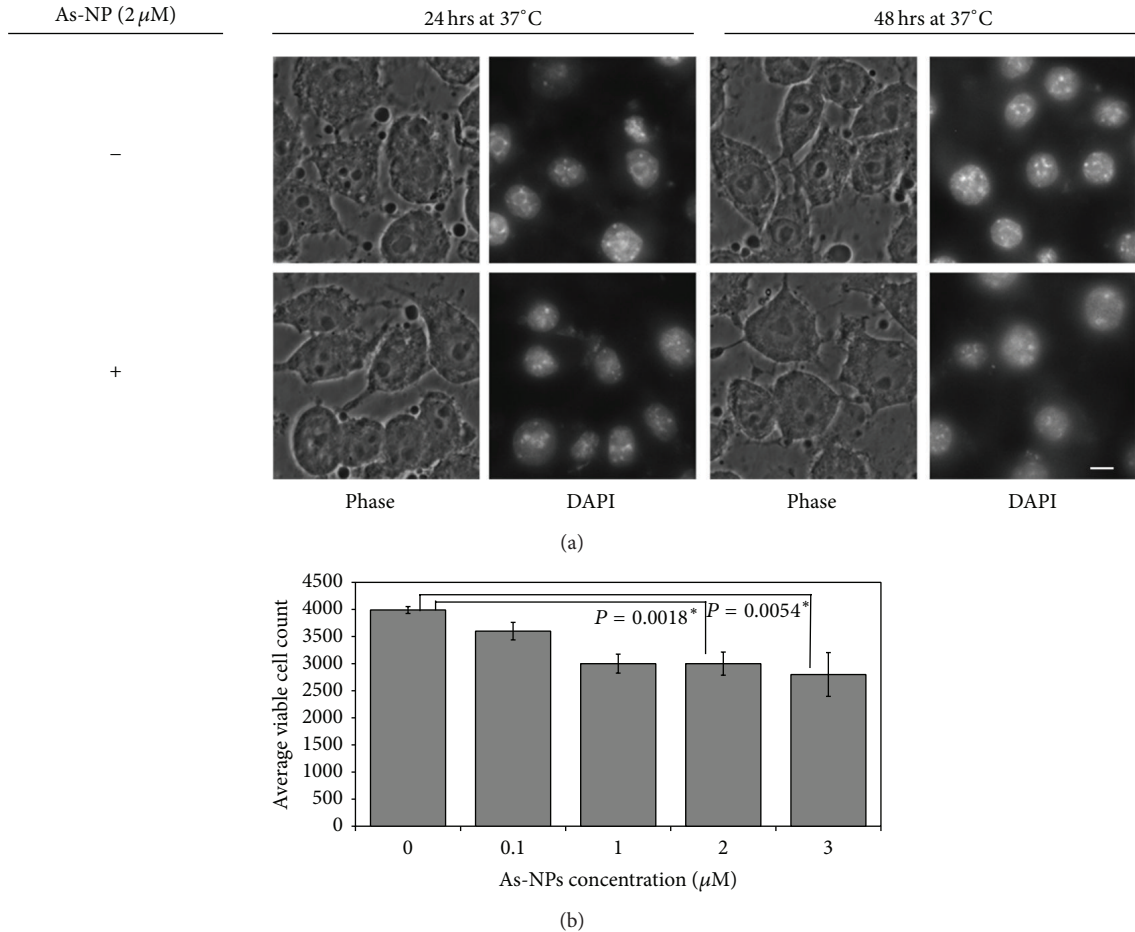 As-NP (2 μM) 24 hrs at 37°C 48 hrs at 37°C
−
+
Phase DAPI Phase DAPI
(a)
4500
4000
3500
3000
2500
2000
1500
1000
500
0
Average viable cell count
P = 0.0018* P = 0.0054*
0 0.1 1 2 3
As-NPs concentration (μM)
(b)